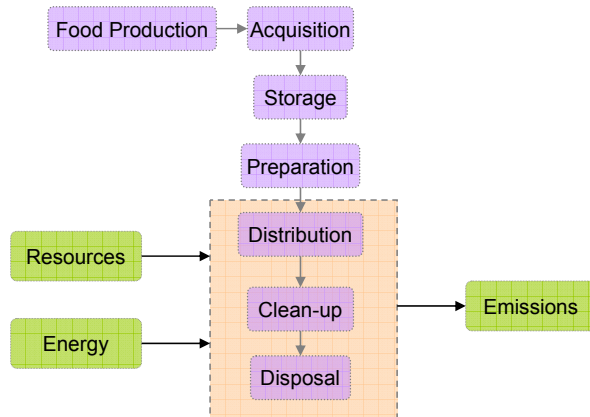 Food Production
Acquisition
Storage
Preparation
Distribution
Resources
Clean-up
Emissions
Energy
Disposal